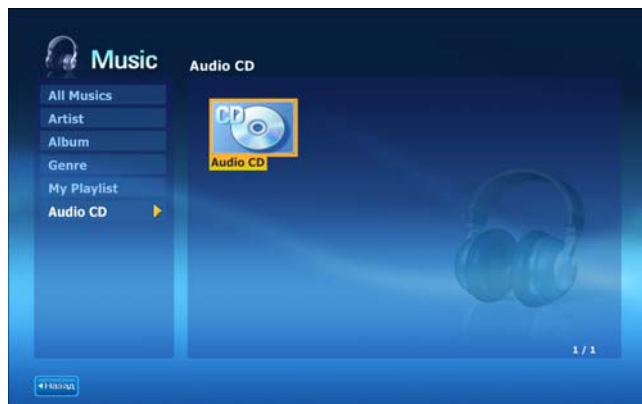 Music
Audio CD
All Musics
Artist
Album
Genre
My Playlist
Audio CD
CD
Audio CD
1 / 1
Назад